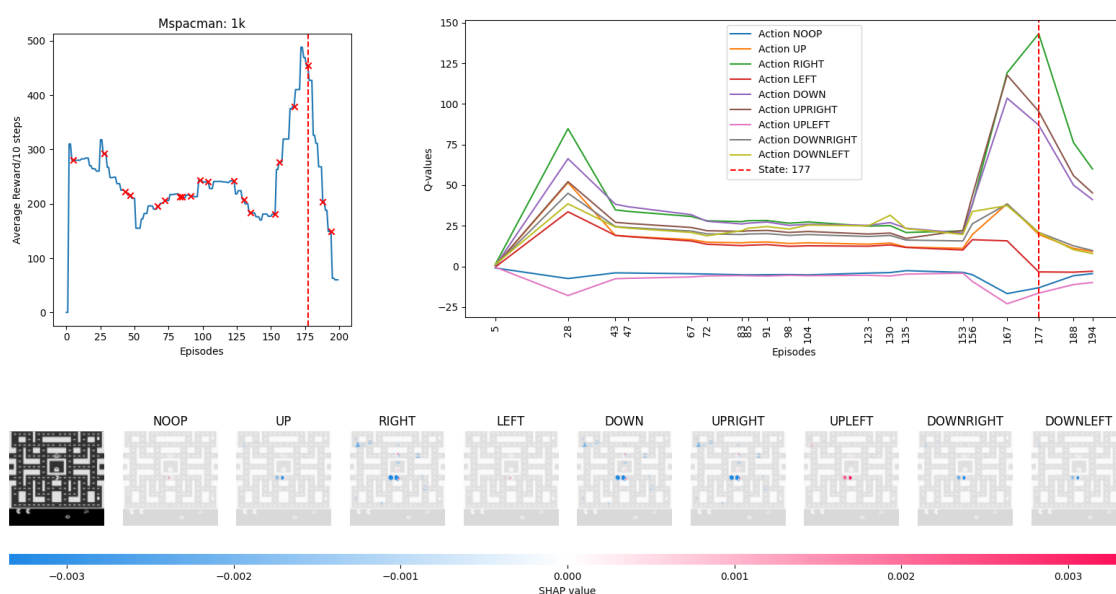 Mspacman: 1k
500
400
300
200
100
0
Average Reward/10 steps
0 25 50 75 100 125 150 175 200
Episodes
150
125
100
75
50
25
0
−25
Q-values
Action NOOP
Action UP
Action RIGHT
Action LEFT
Action DOWN
Action UPRIGHT
Action UPLEFT
Action DOWNRIGHT
Action DOWNLEFT
State: 177
5 28 43 47 67 72 83 85 91 98 104 123 130 135 153 156 167 177 188 194
Episodes
NOOP UP RIGHT LEFT DOWN UPRIGHT UPLEFT DOWNRIGHT DOWNLEFT
−0.003 −0.002 −0.001 0.000 0.001 0.002 0.003
SHAP value